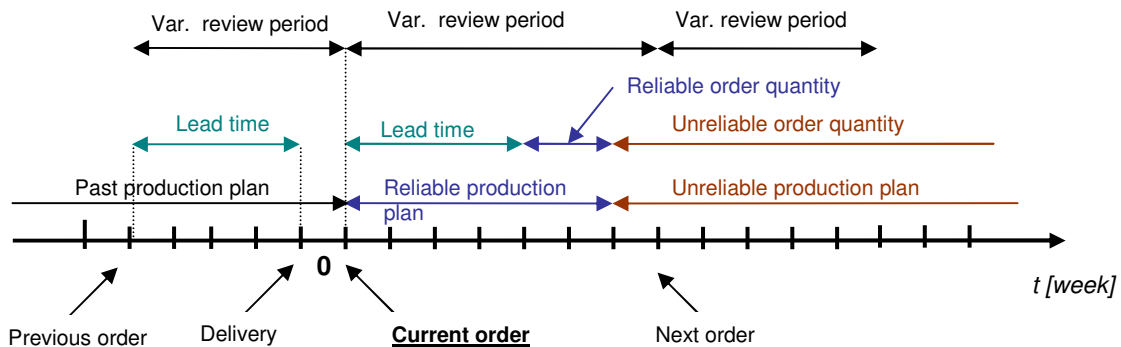 Var.  review period
Var.  review period
Var.  review period
Reliable order quantity
Lead time
Lead time
Unreliable order quantity
Past production plan
Reliable production
plan
Unreliable production plan
0
t [week]
Previous order
Delivery
Current order
Next order